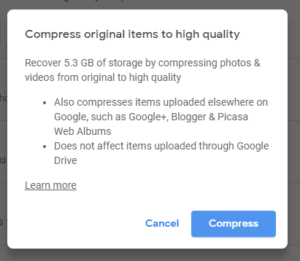 Compress original items to high quality
Recover 5.3 GB of storage by compressing photos &
videos from original to high quality
• Also compresses items uploaded elsewhere on
Google, such as Google+, Blogger & Picasa
Web Albums
• Does not affect items uploaded through Google
Drive
Learn more
Cancel Compress